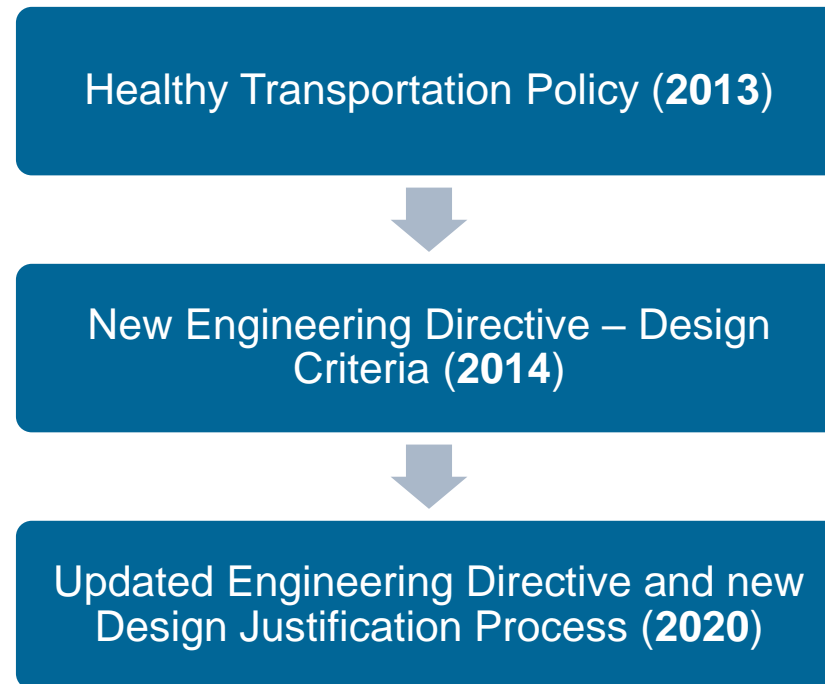 Healthy Transportation Policy (2013)
New Engineering Directive – Design
Criteria (2014)
Updated Engineering Directive and new
Design Justification Process (2020)